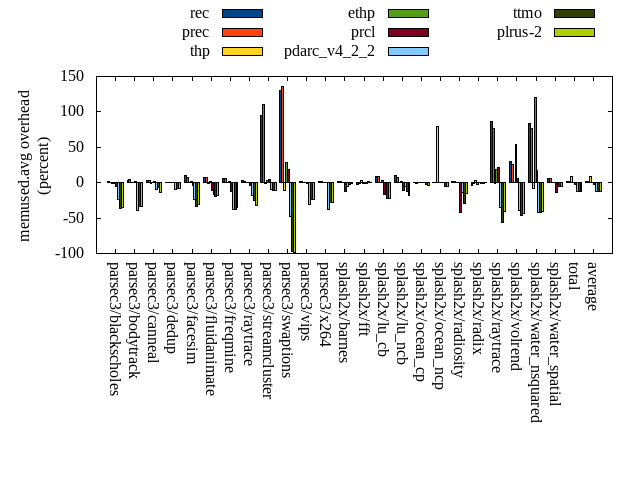 rec
prec
thp
ethp
prcl
pdarc_v4_2_2
ttmo
plrus-2
memused.avg overhead
(percent)
150
100
50
0
-50
-100
parsec3/blackscholes
parsec3/bodytrack
parsec3/canneal
parsec3/dedup
parsec3/facesim
parsec3/fluidanimate
parsec3/freqmine
parsec3/raytrace
parsec3/streamcluster
parsec3/swaptions
parsec3/vips
parsec3/x264
splash2x/barnes
splash2x/fft
splash2x/lu_cb
splash2x/lu_ncb
splash2x/ocean_cp
splash2x/ocean_ncp
splash2x/radiosity
splash2x/radix
splash2x/raytrace
splash2x/volrend
splash2x/water_nsquared
splash2x/water_spatial
total
average